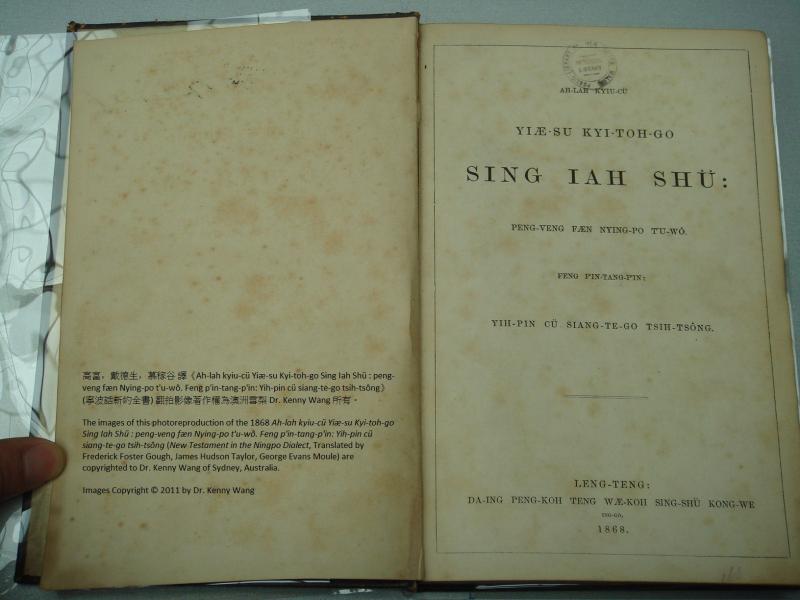 高富，戴德生，慕稼谷 譯《Ah-lah kyiu-cü Yiæ-su Kyi-toh-go Sing Iah Shü : peng-
veng fæn Nying-po t'u-wô. Feng p'in-tang-p'in: Yih-pin cü siang-te-go tsih-tsông》
(寧波話新約全書) 翻拍影像著作權為澳洲雪梨 Dr. Kenny Wang 所有。
The images of this photoreproduction of the 1868 Ah-lah kyiu-cü Yiæ-su Kyi-toh-go
Sing Iah Shü : peng-veng fæn Nying-po t'u-wô. Feng p'in-tang-p'in: Yih-pin cü
siang-te-go tsih-tsông (New Testament in the Ningpo Dialect, Translated by
Frederick Foster Gough, James Hudson Taylor, George Evans Moule) are
copyrighted to Dr. Kenny Wang of Sydney, Australia.
Images Copyright © 2011 by Dr. Kenny Wang
AH-LAH KYIU-CÜ
YIÆ-SU KYI-TOH-GO
SING IAH SHÜ:
PENG-VENG FÆN NYING-PO T'U-WÔ.
FENG P'IN-TANG-P'IN:
YIH-PIN CÜ SIANG-TE-GO TSIH-TSÔNG.
LENG-TENG:
DA-ING PENG-KOH TENG WÆ-KOH SING-SHÜ KONG-WE
ING-GO.
1868.